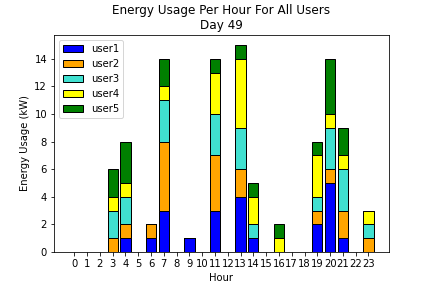 Energy Usage Per Hour For All Users
Day 49
user1
user2
user3
user4
user5
Energy Usage (kW)
14
12
10
8
6
4
2
0
0 1 2 3 4 5 6 7 8 9 10 11 12 13 14 15 16 17 18 19 20 21 22 23
Hour